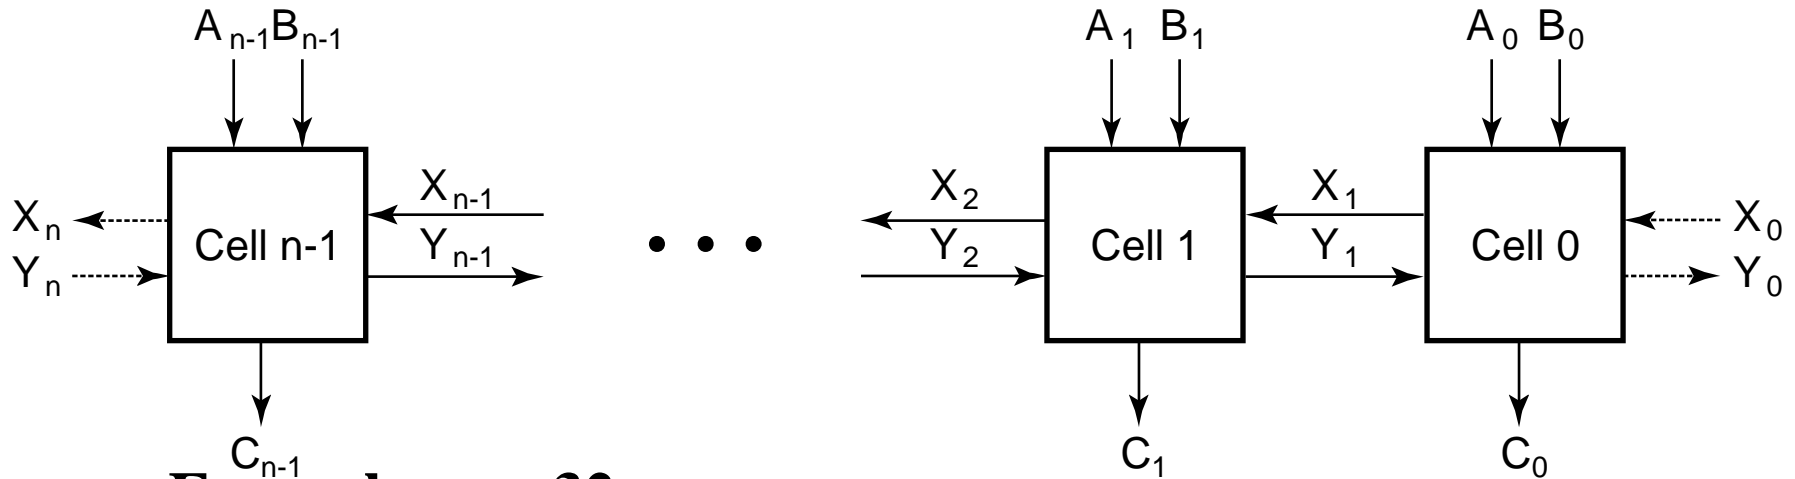 A n-1 B n-1 A 1 B 1 A 0 B 0
X n-1 X 2 X 1
X n Cell n-1 Cell 1 Cell 0 X 0
Y n Y n-1 Y 2 Y 1 Y 0
C n-1 C 1 C 0